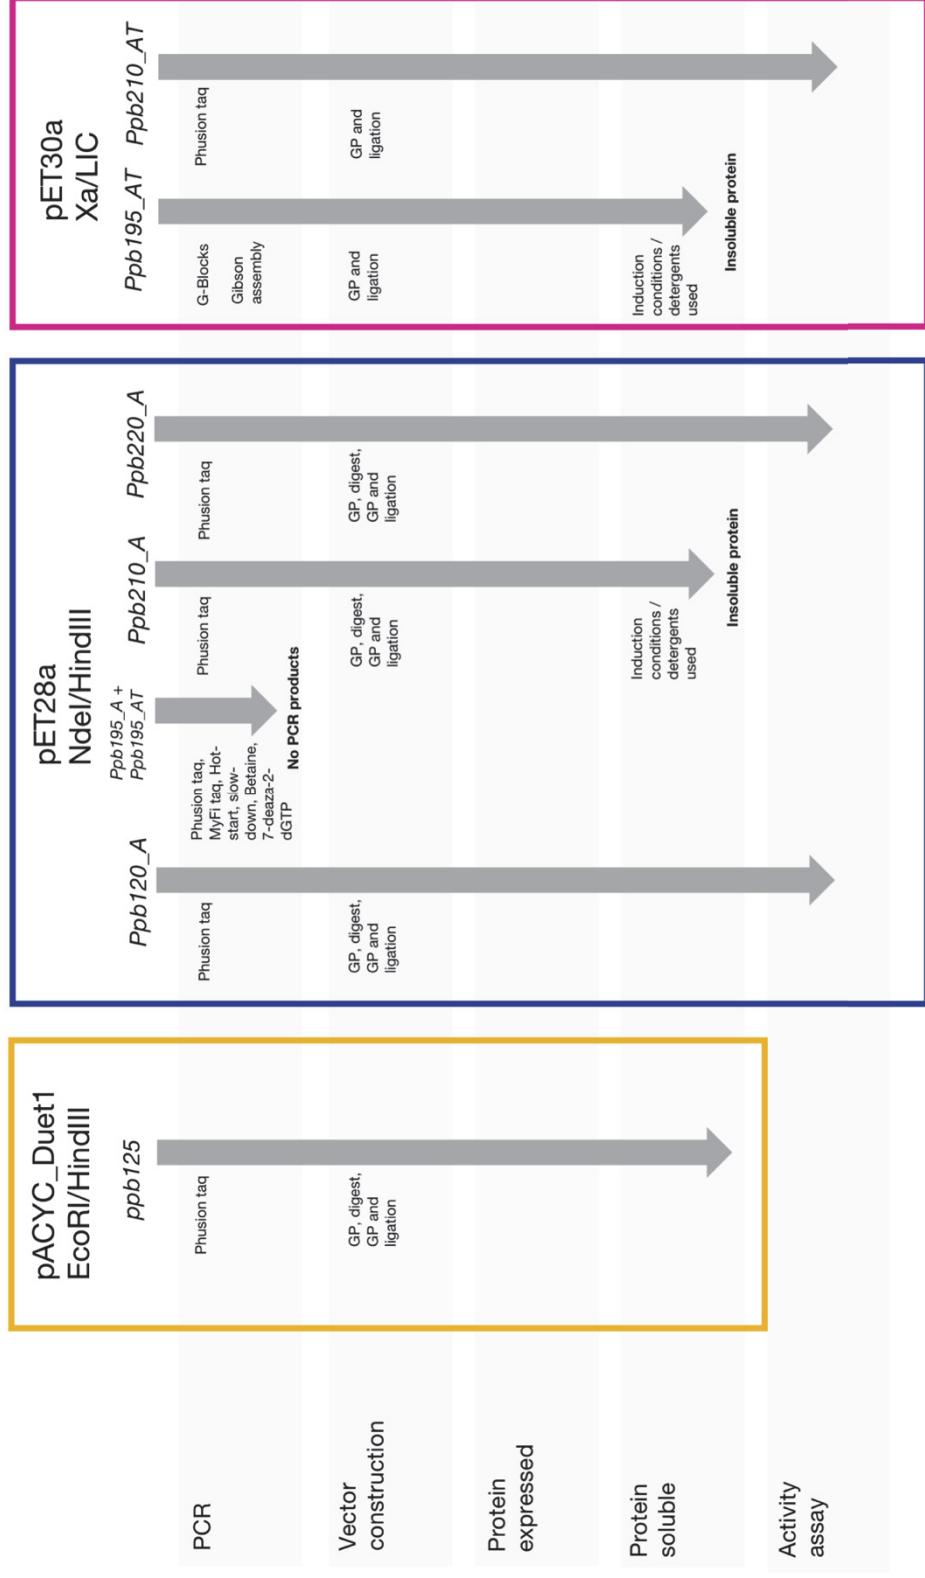 PCR
Vector
construction
Protein
expressed
Protein
soluble
Activity
assay
pACYC_Duet1
EcoRI/HindIII
ppb125
Phusion taq
GP, digest,
GP and
ligation
pET28a
NdeI/HindIII
Ppb120_A
Phusion taq
GP, digest,
GP and
ligation
Ppb195_A +
Ppb195_AT
Phusion taq,
MyFi taq, Hot-
start, slow-
down, Betaine,
7-deaza-2-
dGTP
No PCR products
Ppb210_A
Phusion taq
GP, digest,
GP and
ligation
Induction
conditions /
detergents
used
Insoluble protein
Ppb220_A
Phusion taq
GP, digest,
GP and
ligation
pET30a
Xa/LIC
Ppb195_AT
G-Blocks
Gibson
assembly
GP and
ligation
Induction
conditions /
detergents
used
Insoluble protein
Ppb210_AT
Phusion taq
GP and
ligation